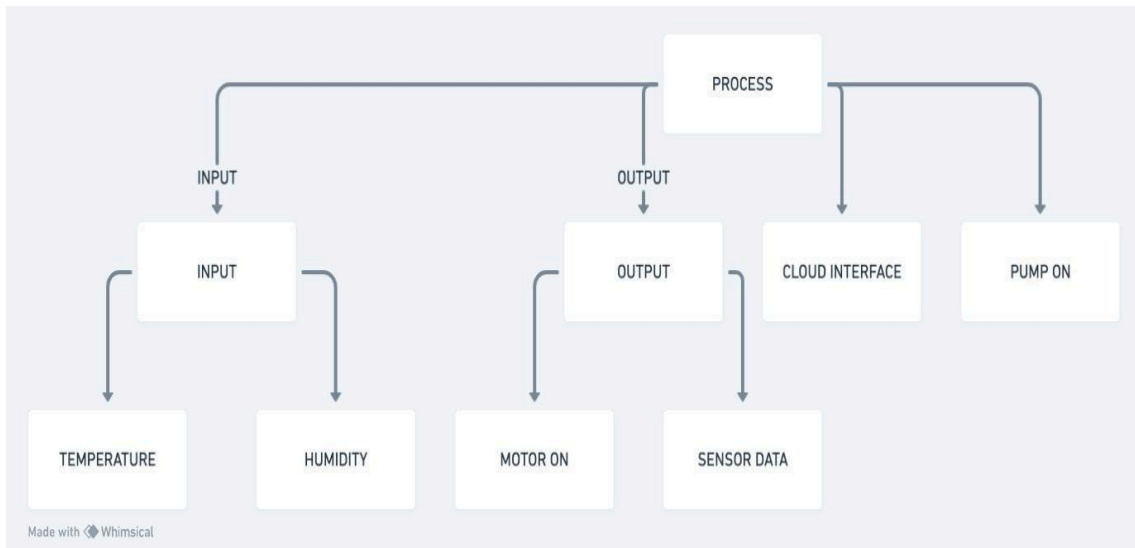 PROCESS
INPUT
OUTPUT
INPUT
OUTPUT
CLOUD INTERFACE
PUMP ON
TEMPERATURE
HUMIDITY
MOTOR ON
SENSOR DATA
Made with Whimsical